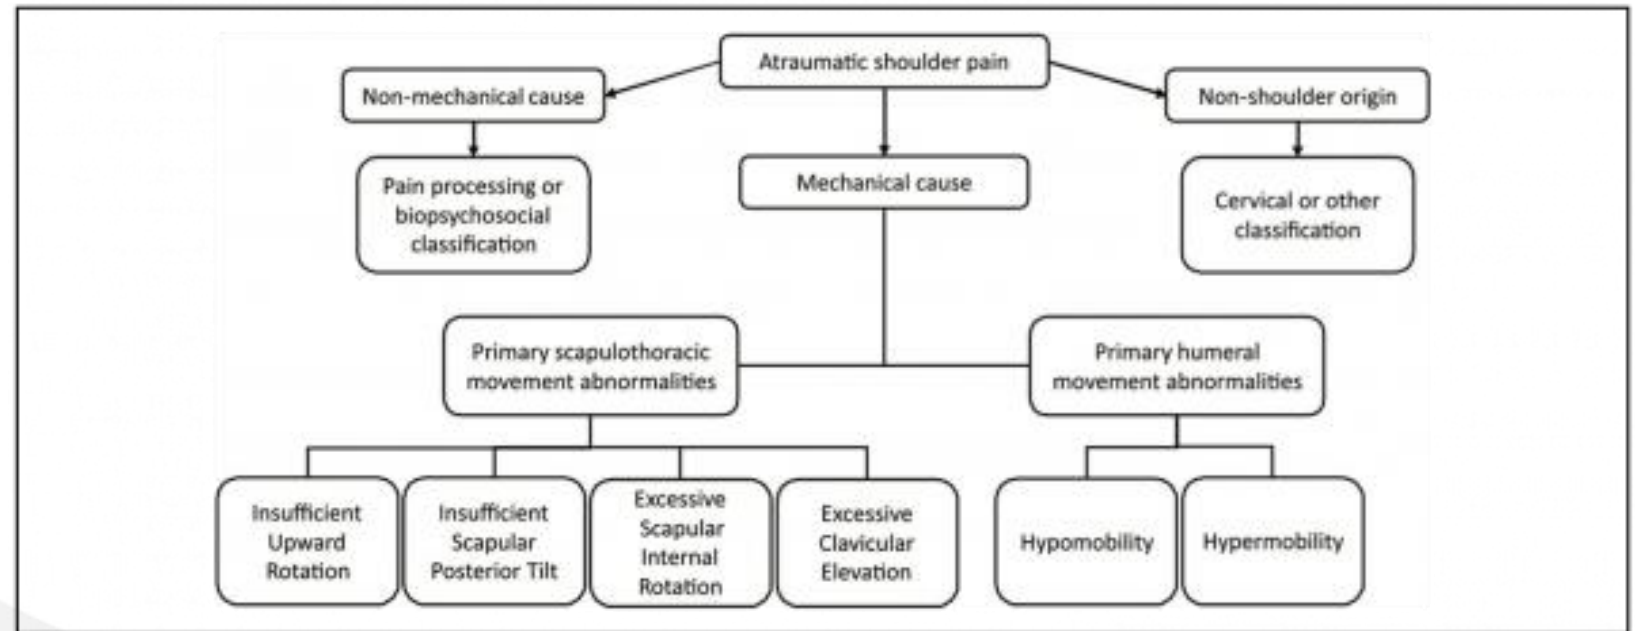 Atraumatic shoulder pain
Non-mechanical cause
Non-shoulder origin
Pain processing or
biopsychosocial
classification
Mechanical cause
Cervical or other
classification
Primary scapulothoracic
movement abnormalities
Primary humeral
movement abnormalities
Insufficient
Upward
Rotation
Insufficient
Scapular
Posterior Tilt
Excessive
Scapular
Internal
Rotation
Excessive
Clavicular
Elevation
Hypomobility
Hypermobility